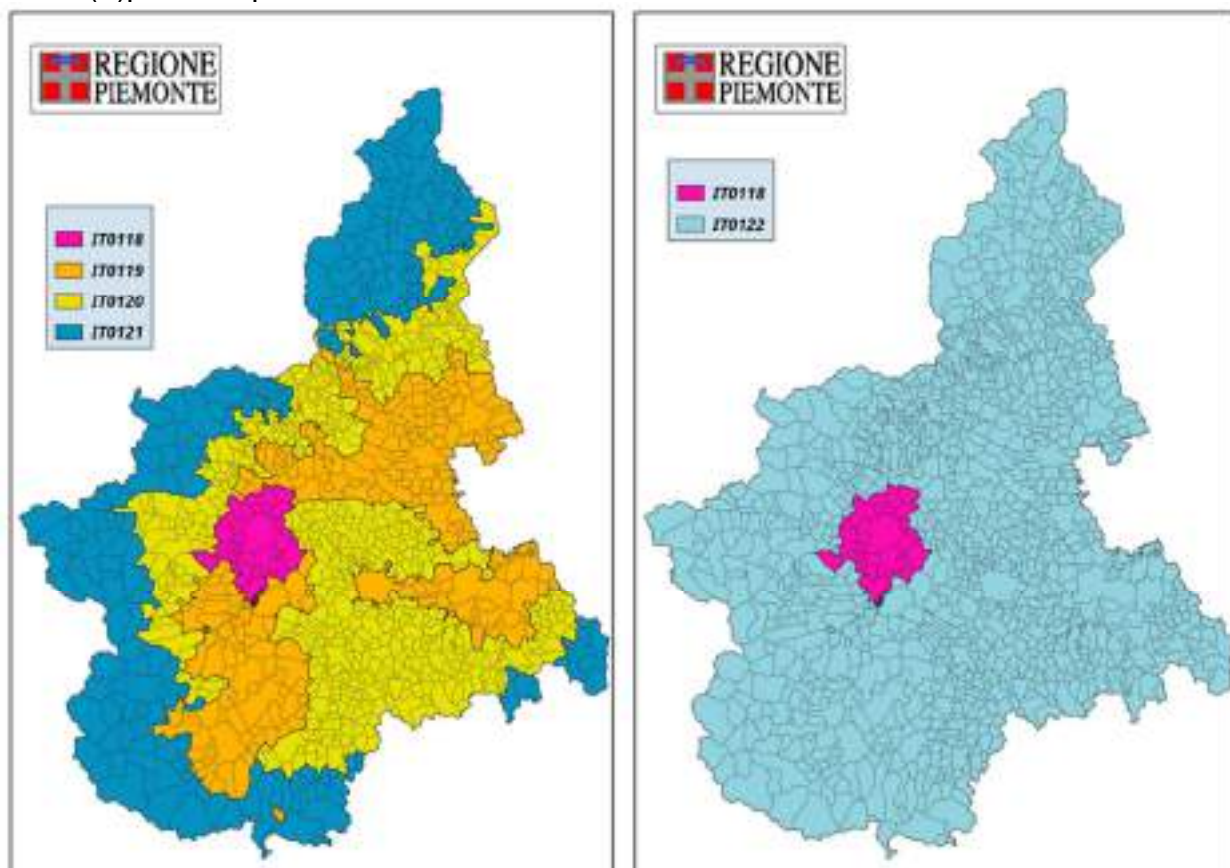 REGIONE
PIEMONTE
IT0118
IT0119
IT0120
IT0121
REGIONE
PIEMONTE
IT0118
IT0122